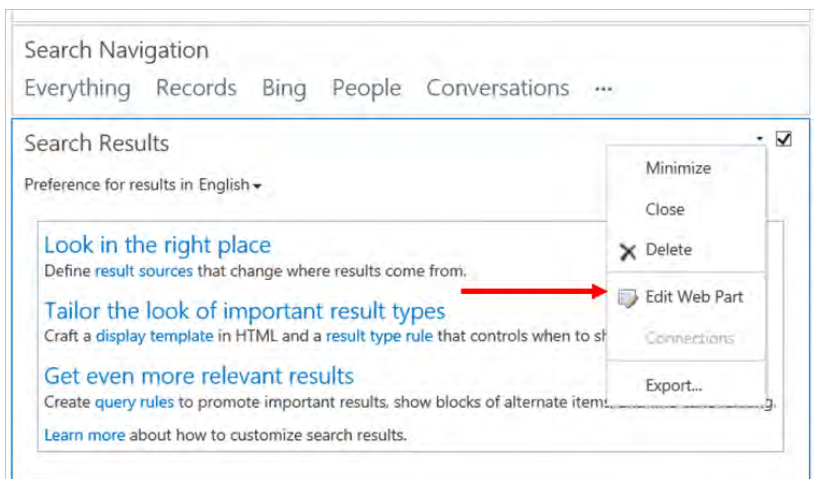 Search Navigation
Everything Records Bing People Conversations ...
Search Results
Preference for results in English
Minimize
Close
Delete
Edit Web Part
Connections
Export...
Look in the right place
Define result sources that change where results come from.
Tailor the look of important result types
Craft a display template in HTML and a result type rule that controls when to
Get even more relevant results
Create query rules to promote important results, show blocks of alternate items
Learn more about how to customize search results.